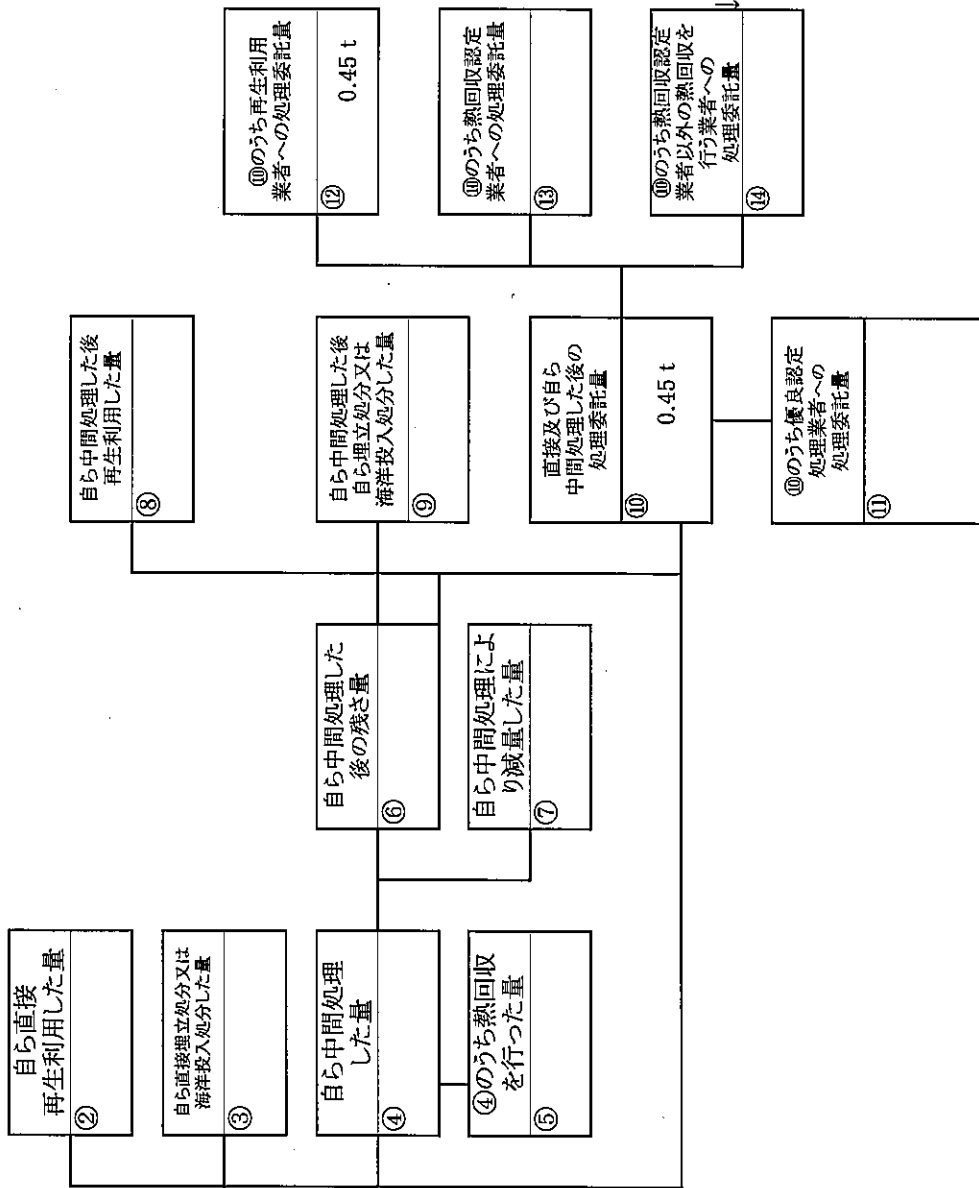 自ら直接
再生利用した量
②
自ら直接埋立処分又は
海洋投入処分した量
③
自ら中間処理
した量
④
④のうち熱回収
を行った量
⑤
自ら中間処理した
後の残さ量
⑥
自ら中間処理によ
り減量した量
⑦
自ら中間処理した後
再生利用した量
⑧
自ら中間処理した後
自ら埋立処分又は
海洋投入処分した量
⑨
直接及び自ら
中間処理した後の
処理委託量
⑩
0.45 t
⑩のうち優良認定
処理業者への
処理委託量
⑪
⑩のうち再生利用
業者への処理委託量
⑫
0.45 t
⑩のうち熱回収認定
業者への処理委託量
⑬
⑩のうち熱回収認定
業者以外の熱回収を
行う業者への
処理委託量
⑭